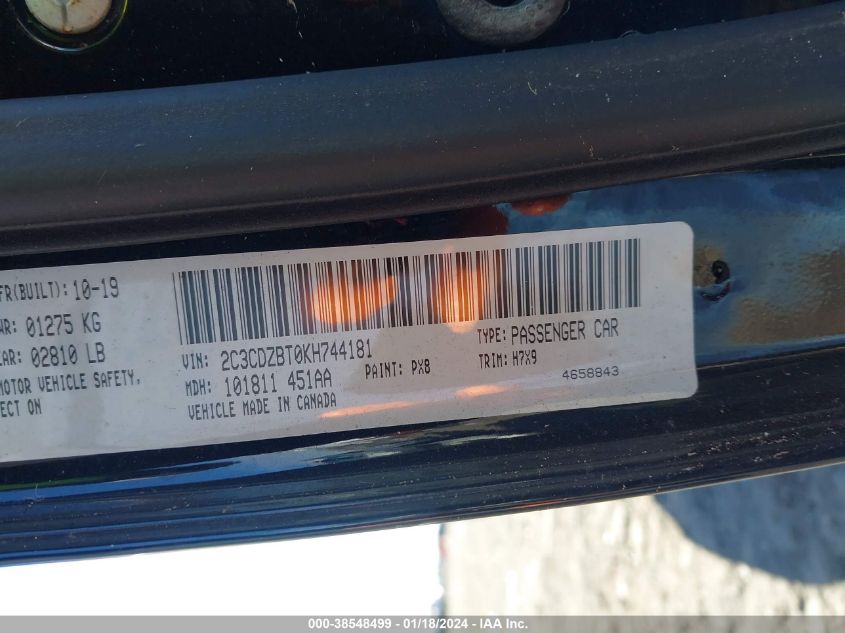 FR(BUILT): 10-19
WR: 01275 KG
EAR: 02810 LB
MOTOR VEHICLE SAFETY,
ECT ON
VIN: 2C3CDZBT0KH744181
TYPE: PASSENGER CAR
MDH: 101811 451AA
PAINT: PX8
TRIM: H7X9
VEHICLE MADE IN CANADA
4658843
000-38548499 - 01/18/2024 - IAA Inc.